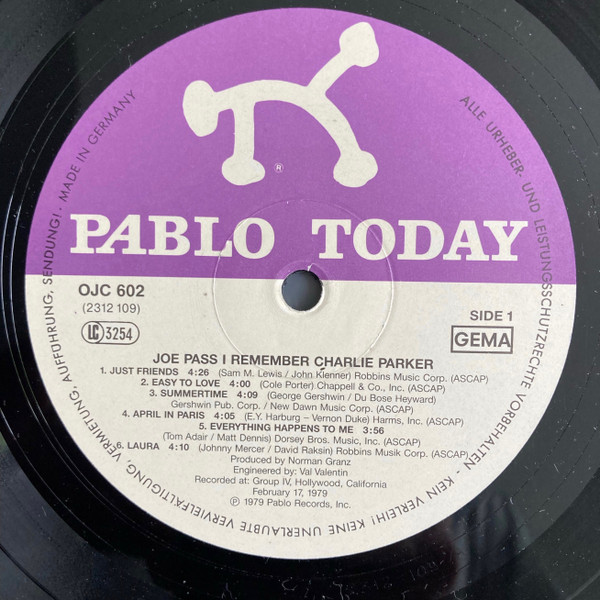 ®
PABLO TODAY
OJC 602
(2312 109)
LC 3254
SIDE 1
GEMA
JOE PASS I REMEMBER CHARLIE PARKER
1. JUST FRIENDS 4:26 (Sam M. Lewis / John Klenner) Robbins Music Corp. (ASCAP)
2. EASY TO LOVE 4:00 (Cole Porter) Chappell & Co., Inc. (ASCAP)
3. SUMMERTIME 4:09 (George Gershwin / Du Bose Heyward)
Gershwin Pub. Corp. / New Dawn Music Corp. (ASCAP)
4. APRIL IN PARIS 4:05 (E.Y. Harburg – Vernon Duke) Harms, Inc. (ASCAP)
5. EVERYTHING HAPPENS TO ME 3:56
(Tom Adair / Matt Dennis) Dorsey Bros. Music, Inc. (ASCAP)
6. LAURA 4:10 (Johnny Mercer / David Raksin) Robbins Musik Corp. (ASCAP)
Produced by Norman Granz
Engineered by: Val Valentin
Recorded at: Group IV, Hollywood, California
February 17, 1979
℗ 1979 Pablo Records, Inc.
ALLE URHEBER- UND LEISTUNGSSCHUTZRECHTE VORBEHALTEN - KEIN VERLEIH! KEINE UNERLAUBTE VERVIELFÄLTIGUNG, VERMIETUNG, AUFFÜHRUNG, SENDUNG! · MADE IN GERMANY